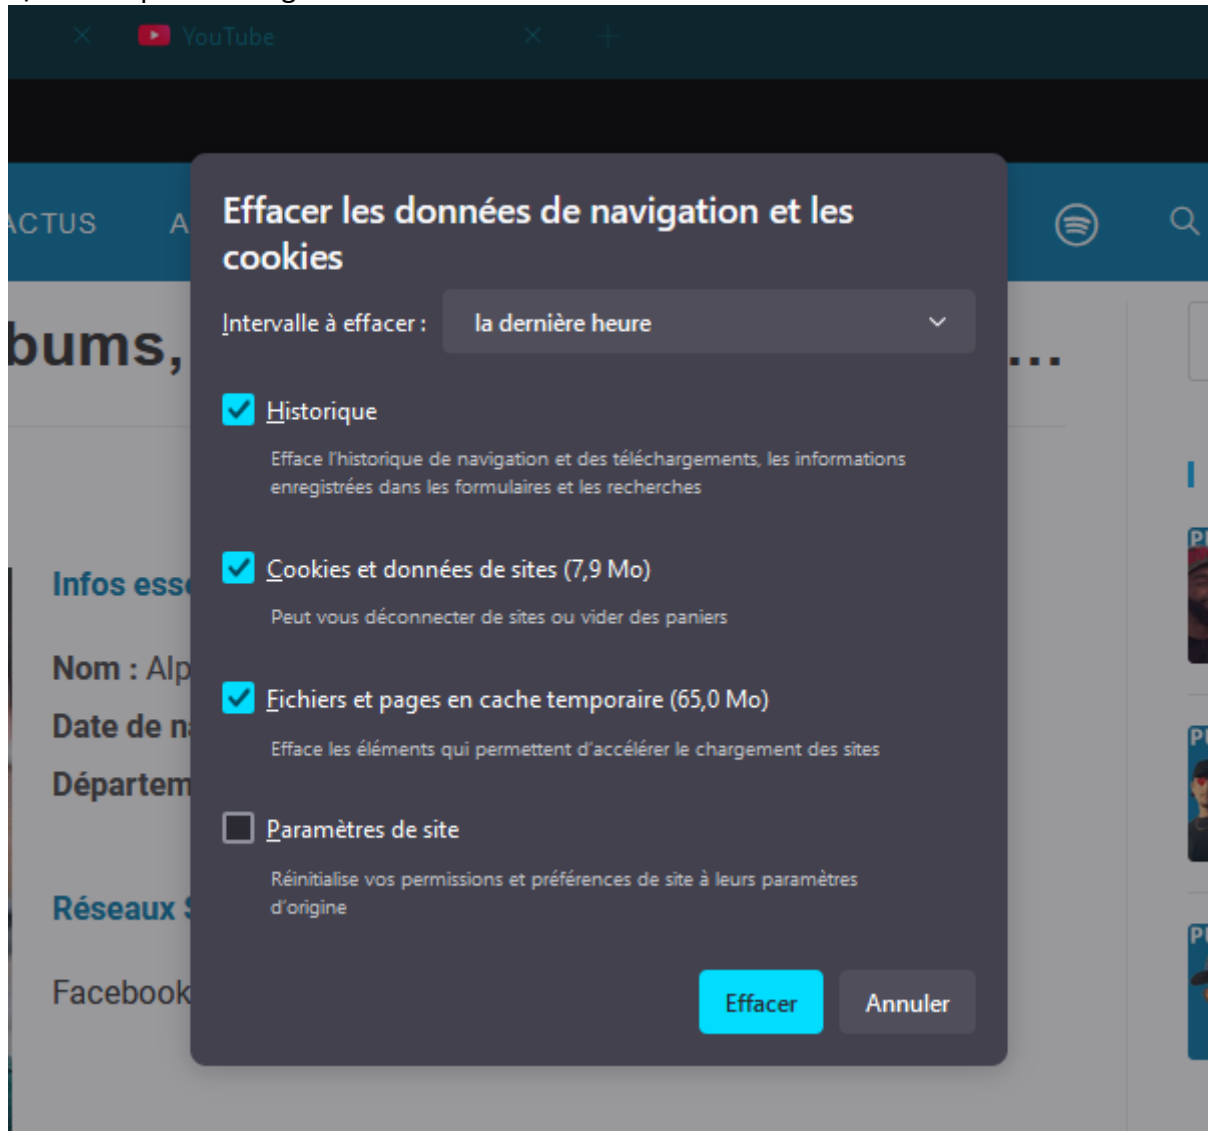 YouTube
ACTUS
Effacer les données de navigation et les
cookies
Intervalle à effacer :
la dernière heure
bums,
...
Historique
Efface l'historique de navigation et des téléchargements, les informations
enregistrées dans les formulaires et les recherches
Cookies et données de sites (7,9 Mo)
Infos esse
Peut vous déconnecter de sites ou vider des paniers
Nom : Alp
Fichiers et pages en cache temporaire (65,0 Mo)
Date de na
Efface les éléments qui permettent d'accélérer le chargement des sites
Départem
Paramètres de site
Réinitialise vos permissions et préférences de site à leurs paramètres
d'origine
Réseaux S
Facebook
Effacer
Annuler